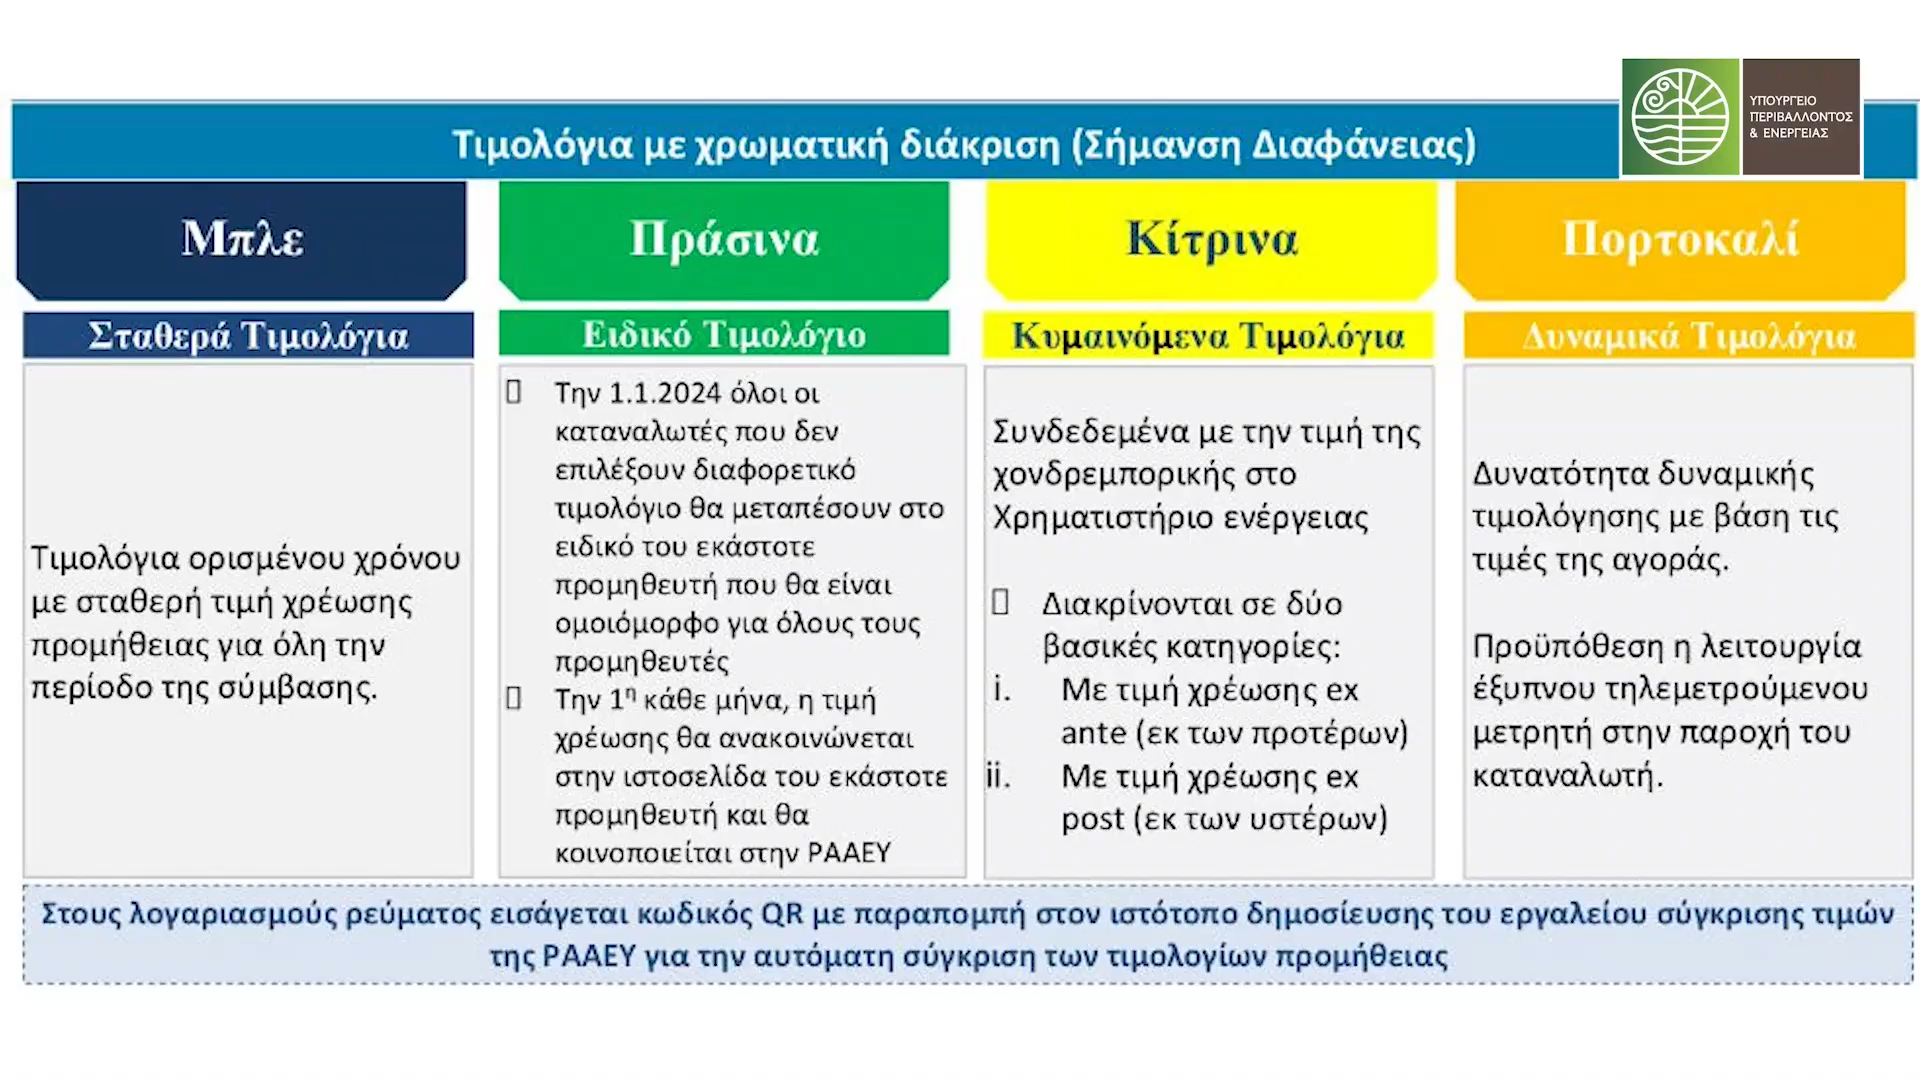 ΥΠΟΥΡΓΕΙΟ
ΠΕΡΙΒΑΛΛΟΝΤΟΣ
& ΕΝΕΡΓΕΙΑΣ
Τιμολόγια με χρωματική διάκριση (Σήμανση Διαφάνειας)
Μπλε
Σταθερά Τιμολόγια
Τιμολόγια ορισμένου χρόνου
με σταθερή τιμή χρέωσης
προμήθειας για όλη την
περίοδο της σύμβασης.
Πράσινα
Ειδικό Τιμολόγιο
Την 1.1.2024 όλοι οι
καταναλωτές που δεν
επιλέξουν διαφορετικό
τιμολόγιο θα μεταπέσουν στο
ειδικό του εκάστοτε
προμηθευτή που θα είναι
ομοιόμορφο για όλους τους
προμηθευτές
Την 1η κάθε μήνα, η τιμή
χρέωσης θα ανακοινώνεται
στην ιστοσελίδα του εκάστοτε
προμηθευτή και θα
κοινοποιείται στην ΡΑΑΕΥ
Κίτρινα
Κυμαινόμενα Τιμολόγια
Συνδεδεμένα με την τιμή της
χονδρεμπορικής στο
Χρηματιστήριο ενέργειας
Διακρίνονται σε δύο
βασικές κατηγορίες:
i. Με τιμή χρέωσης ex
ante (εκ των προτέρων)
ii. Με τιμή χρέωσης ex
post (εκ των υστέρων)
Πορτοκαλί
Δυναμικά Τιμολόγια
Δυνατότητα δυναμικής
τιμολόγησης με βάση τις
τιμές της αγοράς.
Προϋπόθεση η λειτουργία
έξυπνου τηλεμετρούμενου
μετρητή στην παροχή του
καταναλωτή.
Στους λογαριασμούς ρεύματος εισάγεται κωδικός QR με παραπομπή στον ιστότοπο δημοσίευσης του εργαλείου σύγκρισης τιμών
της ΡΑΑΕΥ για την αυτόματη σύγκριση των τιμολογίων προμήθειας